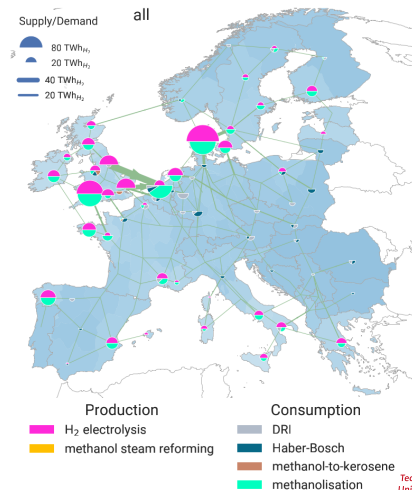 all
Supply/Demand
80 TWhH₂
20 TWhH₂
40 TWhH₂
20 TWhH₂
Production
H₂ electrolysis
methanol steam reforming
Consumption
DRI
Haber-Bosch
methanol-to-kerosene
methanolisation